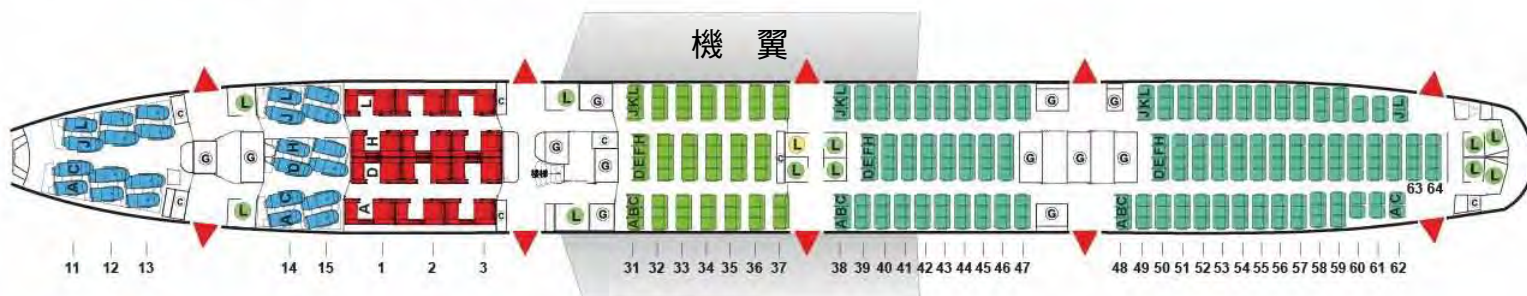 機 翼
L L G JKL JKL G G JKL JL
L J L C C
J H L G C DEFH L L DEFH DEFH L L
G G G C L L G G G L L
C D H D G
A C A A 63 64
C L A C L G ABC ABC G ABC A C C
11 12 13 14 15 1 2 3 31 32 33 34 35 36 37 38 39 40 41 42 43 44 45 46 47 48 49 50 51 52 53 54 55 56 57 58 59 60 61 62